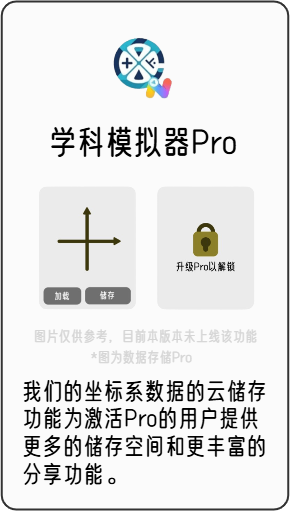 学科模拟器Pro
升级Pro以解锁
加载 储存
图片仅供参考，目前本版本未上线该功能
*图为数据存储Pro
我们的坐标系数据的云储存
功能为激活Pro的用户提供
更多的储存空间和更丰富的
分享功能。